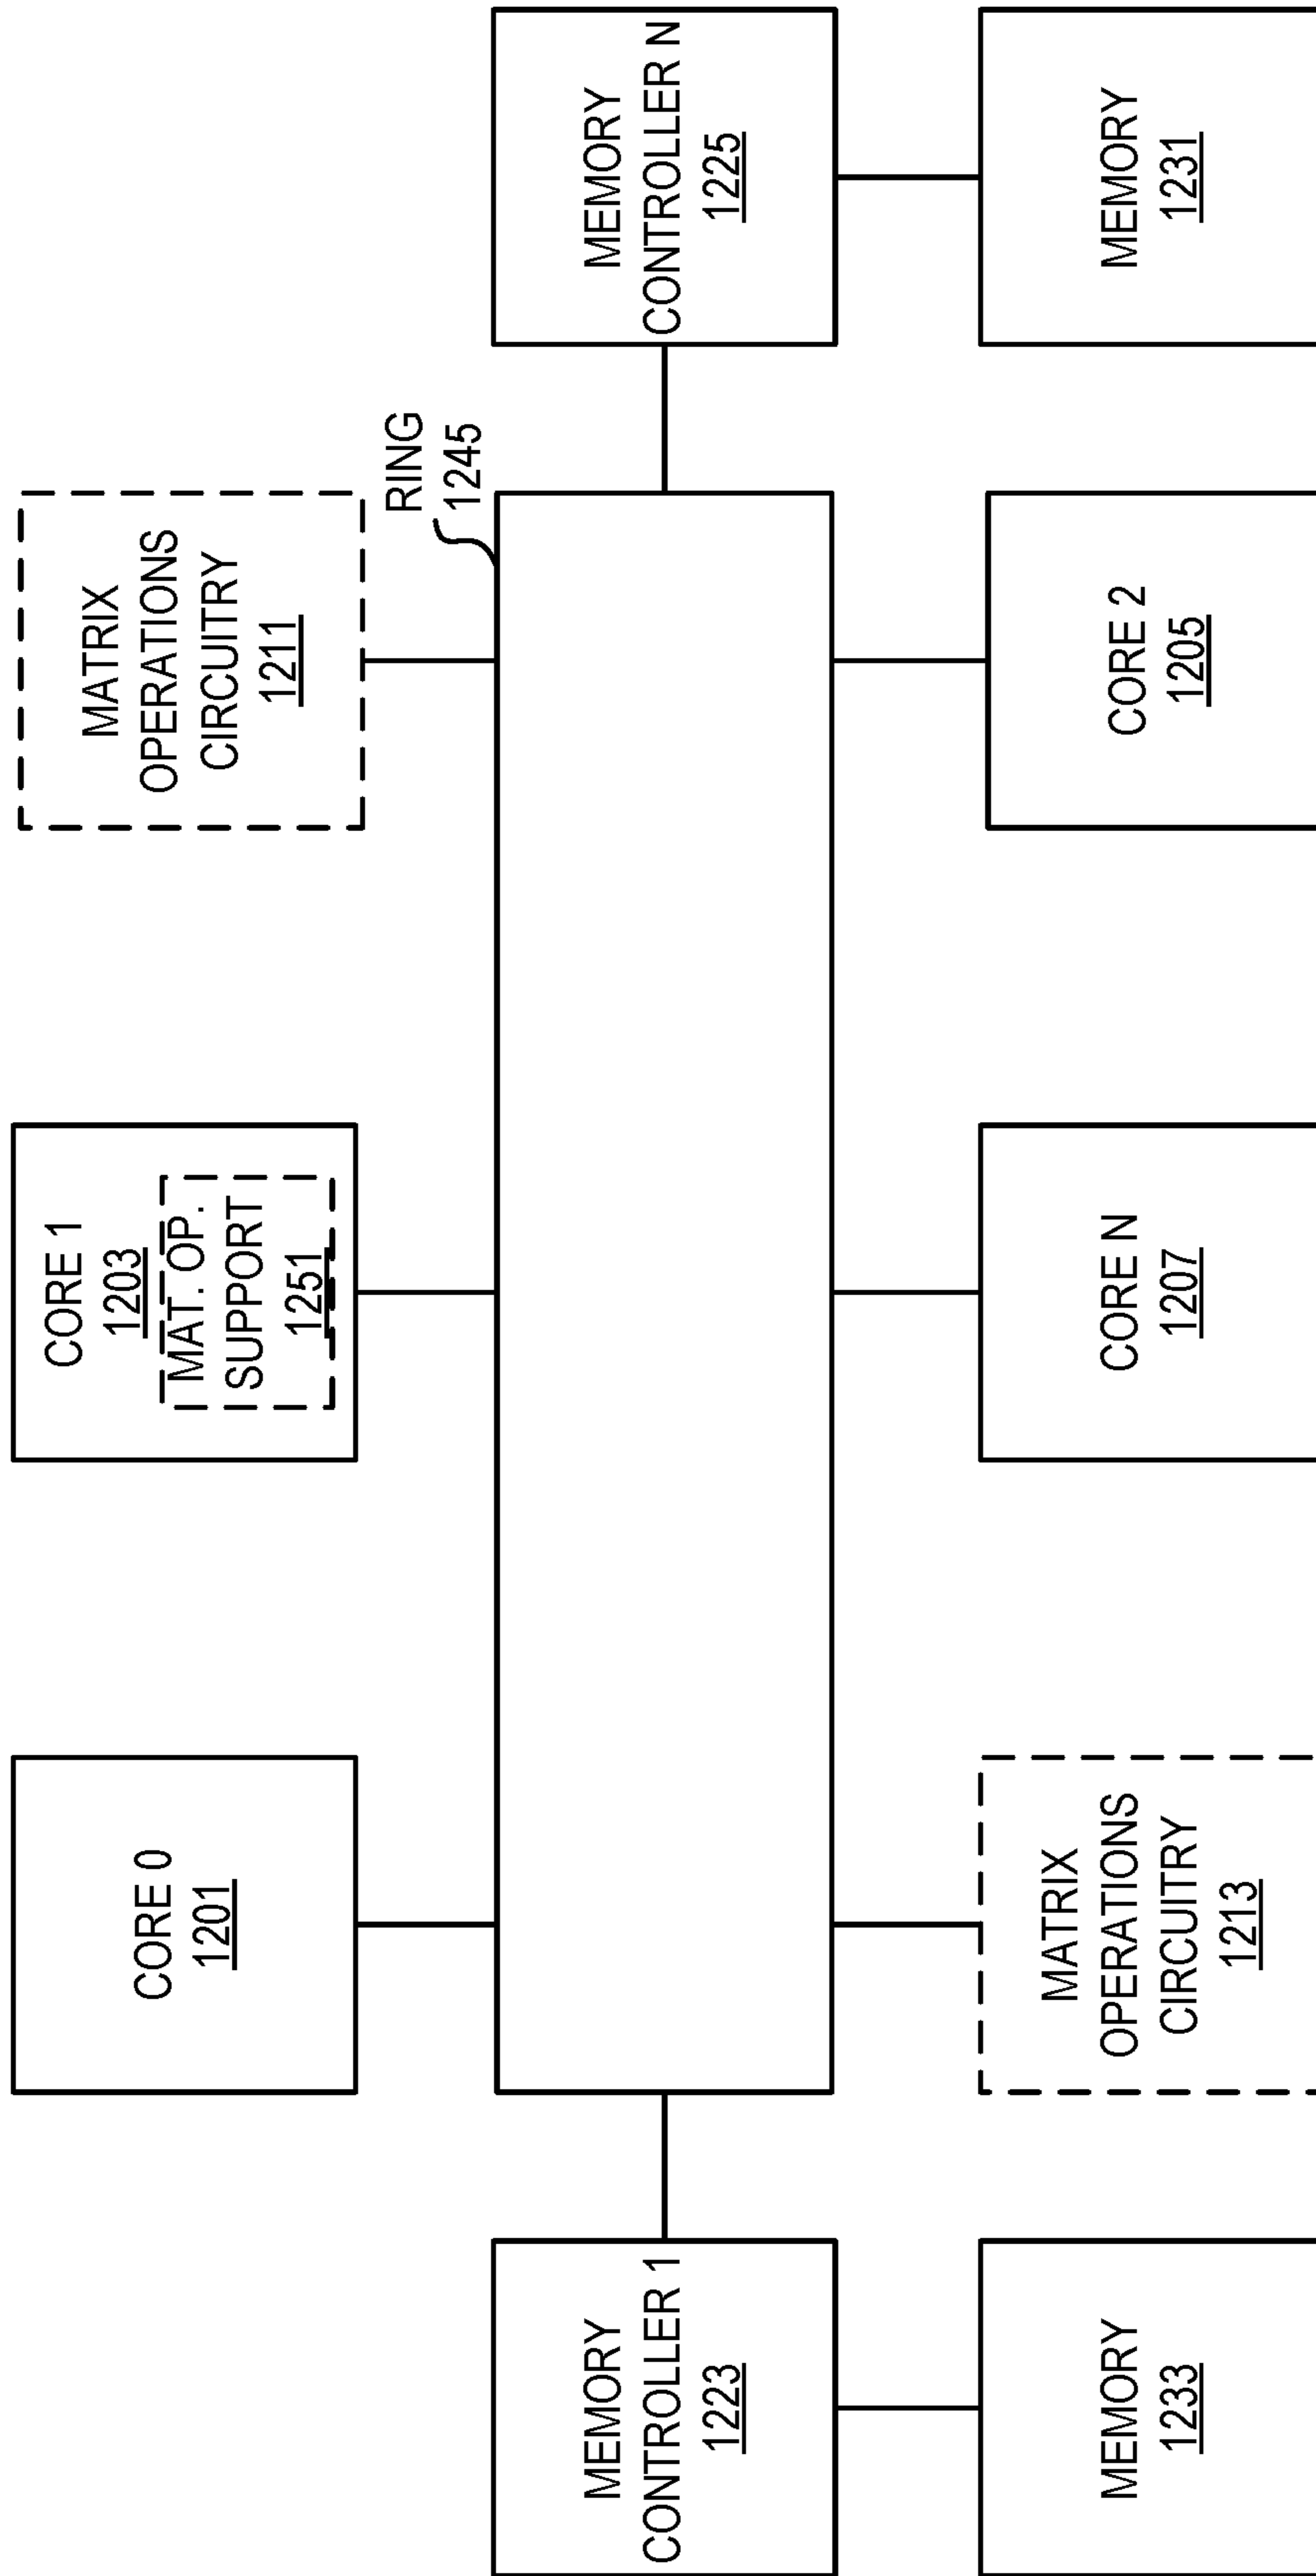 CORE 0
1201
CORE 1
1203
MAT. OP.
SUPPORT
1251
MATRIX
OPERATIONS
CIRCUITRY
1211
RING
1245
MEMORY
CONTROLLER 1
1223
MEMORY
CONTROLLER N
1225
MEMORY
1233
MATRIX
OPERATIONS
CIRCUITRY
1213
CORE N
1207
CORE 2
1205
MEMORY
1231